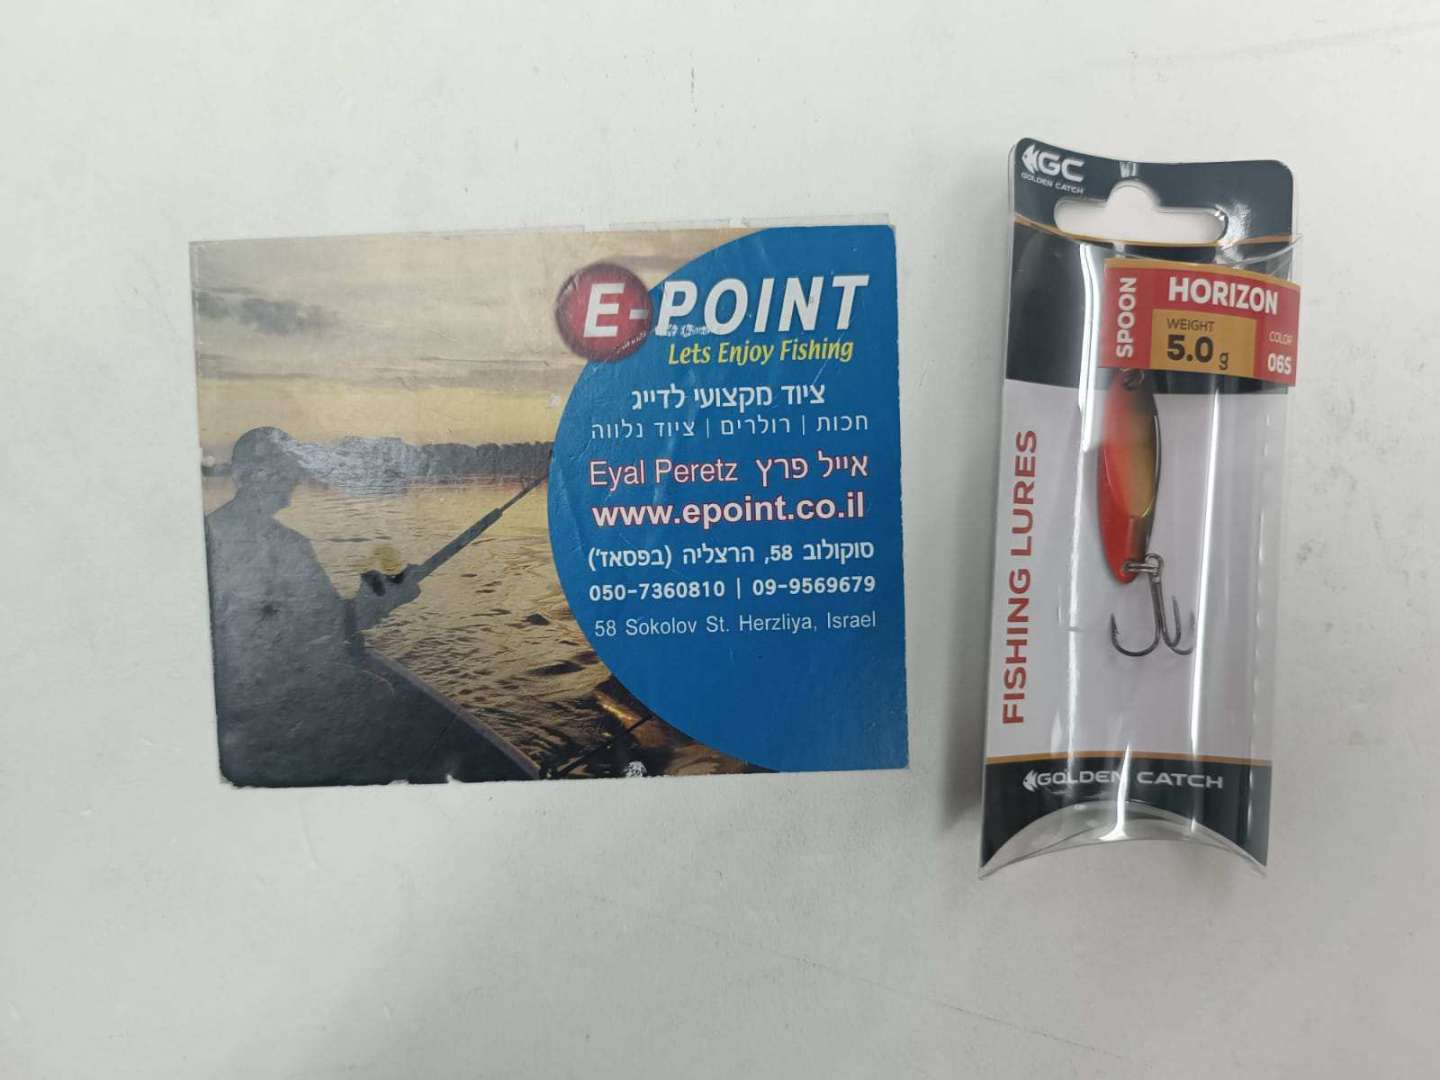 E-POINT
Lets Enjoy Fishing
ציוד מקצועי לדייג
חכות | רולרים | ציוד נלווה
Eyal Peretz אייל פרץ
www.epoint.co.il
סוקולוב 58, הרצליה (בפסאז')
050-7360810 | 09-9569679
58 Sokolov St. Herzliya, Israel
GC
GOLDEN CATCH
SPOON
HORIZON
WEIGHT
5.0 g
COLOR
06S
FISHING LURES
GOLDEN CATCH